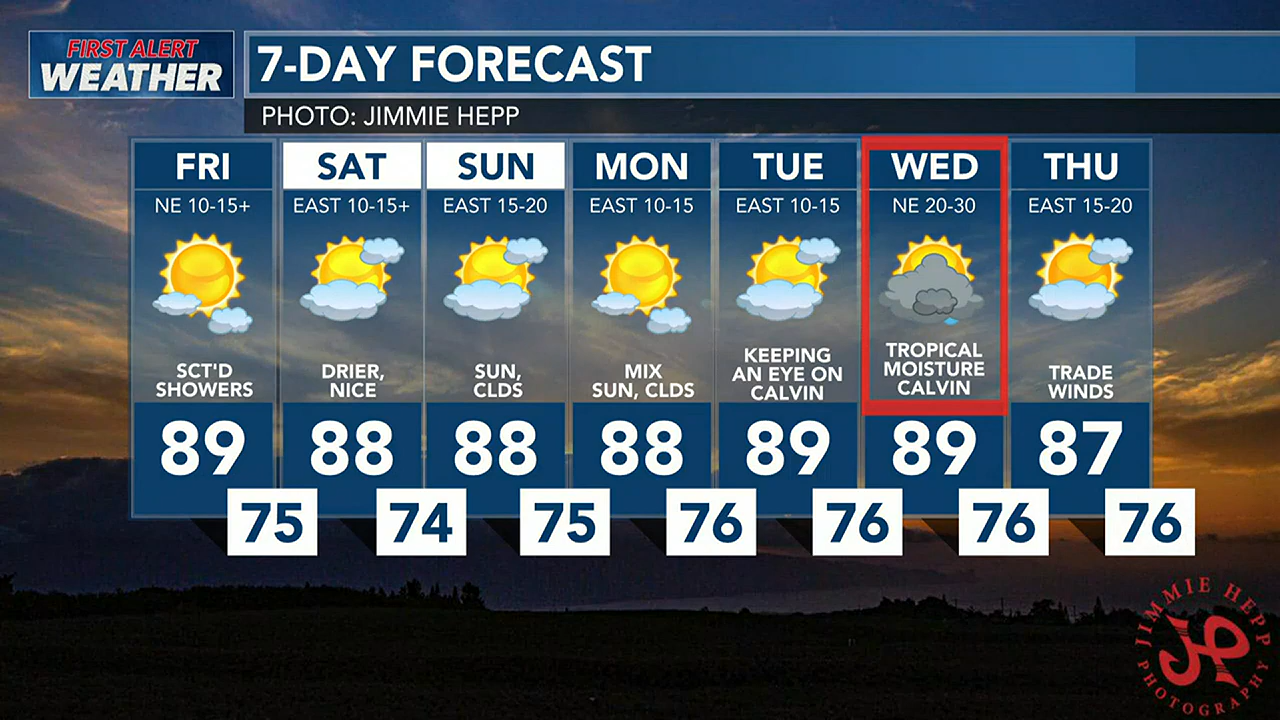 FIRST ALERT
WEATHER
7-DAY FORECAST
PHOTO: JIMMIE HEPP
FRI
NE 10-15+
SCT'D
SHOWERS
89
75
SAT
EAST 10-15+
DRIER,
NICE
88
74
SUN
EAST 15-20
SUN,
CLDS
88
75
MON
EAST 10-15
MIX
SUN, CLDS
88
76
TUE
EAST 10-15
KEEPING
AN EYE ON
CALVIN
89
76
WED
NE 20-30
TROPICAL
MOISTURE
CALVIN
89
76
THU
EAST 15-20
TRADE
WINDS
87
76
JIMMIE HEPP
JP
PHOTOGRAPHY